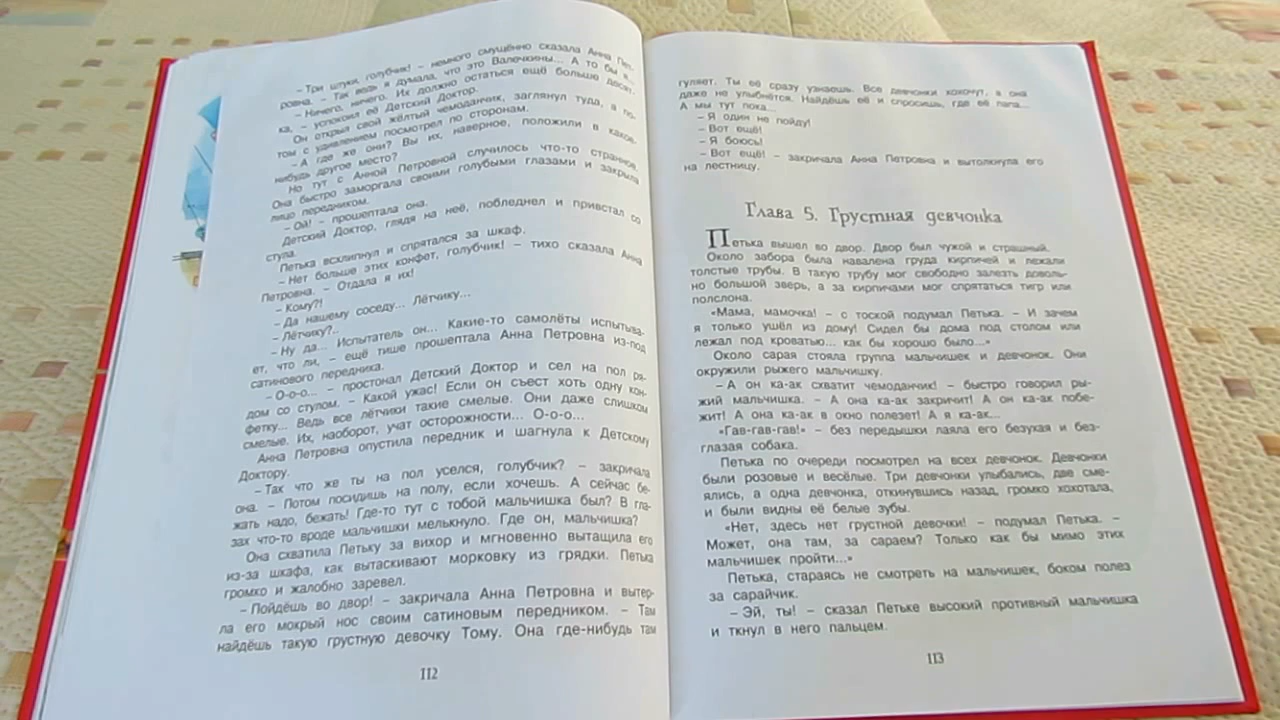 – Три штуки, голубчик! – немного смущённо сказала Анна Пет-
ровна. – Так ведь я думала, что это Валечкины... А то бы я...
– Ничего, ничего. Их должно остаться ещё больше десят-
ка, – успокоил её Детский Доктор.
Он открыл свой жёлтый чемоданчик, заглянул туда, а по-
том с удивлением посмотрел по сторонам.
– А где же они? Вы их, наверное, положили в какое-
нибудь другое место?
Но тут с Анной Петровной случилось что-то странное.
Она быстро заморгала своими голубыми глазами и закрыла
лицо передником.
– Ой! – прошептала она.
Детский Доктор, глядя на неё, побледнел и привстал со
стула.
Петька всхлипнул и спрятался за шкаф.
– Нет больше этих конфет, голубчик! – тихо сказала Анна
Петровна. – Отдала я их!
– Кому?!
– Да нашему соседу... Лётчику...
– Лётчику?..
– Ну да... Испытатель он... Какие-то самолёты испытыва-
ет, что ли, – ещё тише прошептала Анна Петровна из-под
сатинового передника.
– О-о-о... – простонал Детский Доктор и сел на пол ря-
дом со стулом. – Какой ужас! Если он съест хоть одну кон-
фетку... Ведь все лётчики такие смелые. Они даже слишком
смелые. Их, наоборот, учат осторожности... О-о-о...
Анна Петровна опустила передник и шагнула к Детскому
Доктору.
– Так что же ты на пол уселся, голубчик? – закричала
она. – Потом посидишь на полу, если хочешь. А сейчас бе-
жать надо, бежать! Где-то тут с тобой мальчишка был? В гла-
зах что-то вроде мальчишки мелькнуло. Где он, мальчишка?
Она схватила Петьку за вихор и мгновенно вытащила его
из-за шкафа, как вытаскивают морковку из грядки. Петька
громко и жалобно заревел.
– Пойдёшь во двор! – закричала Анна Петровна и вытер-
ла его мокрый нос своим сатиновым передником. – Там
найдёшь такую грустную девочку Тому. Она где-нибудь там
112
гуляет. Ты её сразу узнаешь. Все девчонки хохочут, а она
даже не улыбнётся. Найдёшь её и спросишь, где её папа...
А мы тут пока...
– Я один не пойду!
– Вот ещё!
– Я боюсь!
– Вот ещё! – закричала Анна Петровна и вытолкнула его
на лестницу.
Глава 5. Грустная девчонка
Петька вышел во двор. Двор был чужой и страшный.
Около забора была навалена груда кирпичей и лежали
толстые трубы. В такую трубу мог свободно залезть доволь-
но большой зверь, а за кирпичами мог спрятаться тигр или
полслона.
«Мама, мамочка! – с тоской подумал Петька. – И зачем
я только ушёл из дому! Сидел бы дома под столом или
лежал под кроватью... как бы хорошо было...»
Около сарая стояла группа мальчишек и девчонок. Они
окружили рыжего мальчишку.
– А он ка-ак схватит чемоданчик! – быстро говорил ры-
жий мальчишка. – А она ка-ак закричит! А он ка-ак побе-
жит! А она ка-ак в окно полезет! А я ка-ак...
«Гав-гав-гав!» – без передышки лаяла его безухая и без-
глазая собака.
Петька по очереди посмотрел на всех девчонок. Девчонки
были розовые и весёлые. Три девчонки улыбались, две сме-
ялись, а одна девчонка, откинувшись назад, громко хохотала,
и были видны её белые зубы.
«Нет, здесь нет грустной девочки! – подумал Петька. –
Может, она там, за сараем? Только как бы мимо этих
мальчишек пройти...»
Петька, стараясь не смотреть на мальчишек, боком полез
за сарайчик.
– Эй, ты! – сказал Петьке высокий противный мальчишка
и ткнул в него пальцем.
113